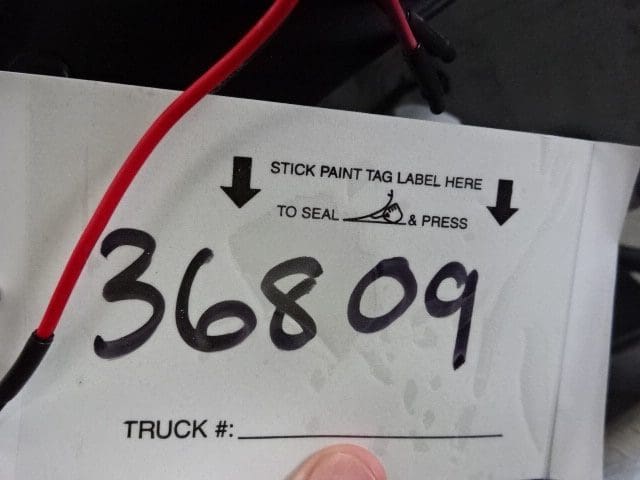 STICK PAINT TAG LABEL HERE
TO SEAL & PRESS
36809
TRUCK #: